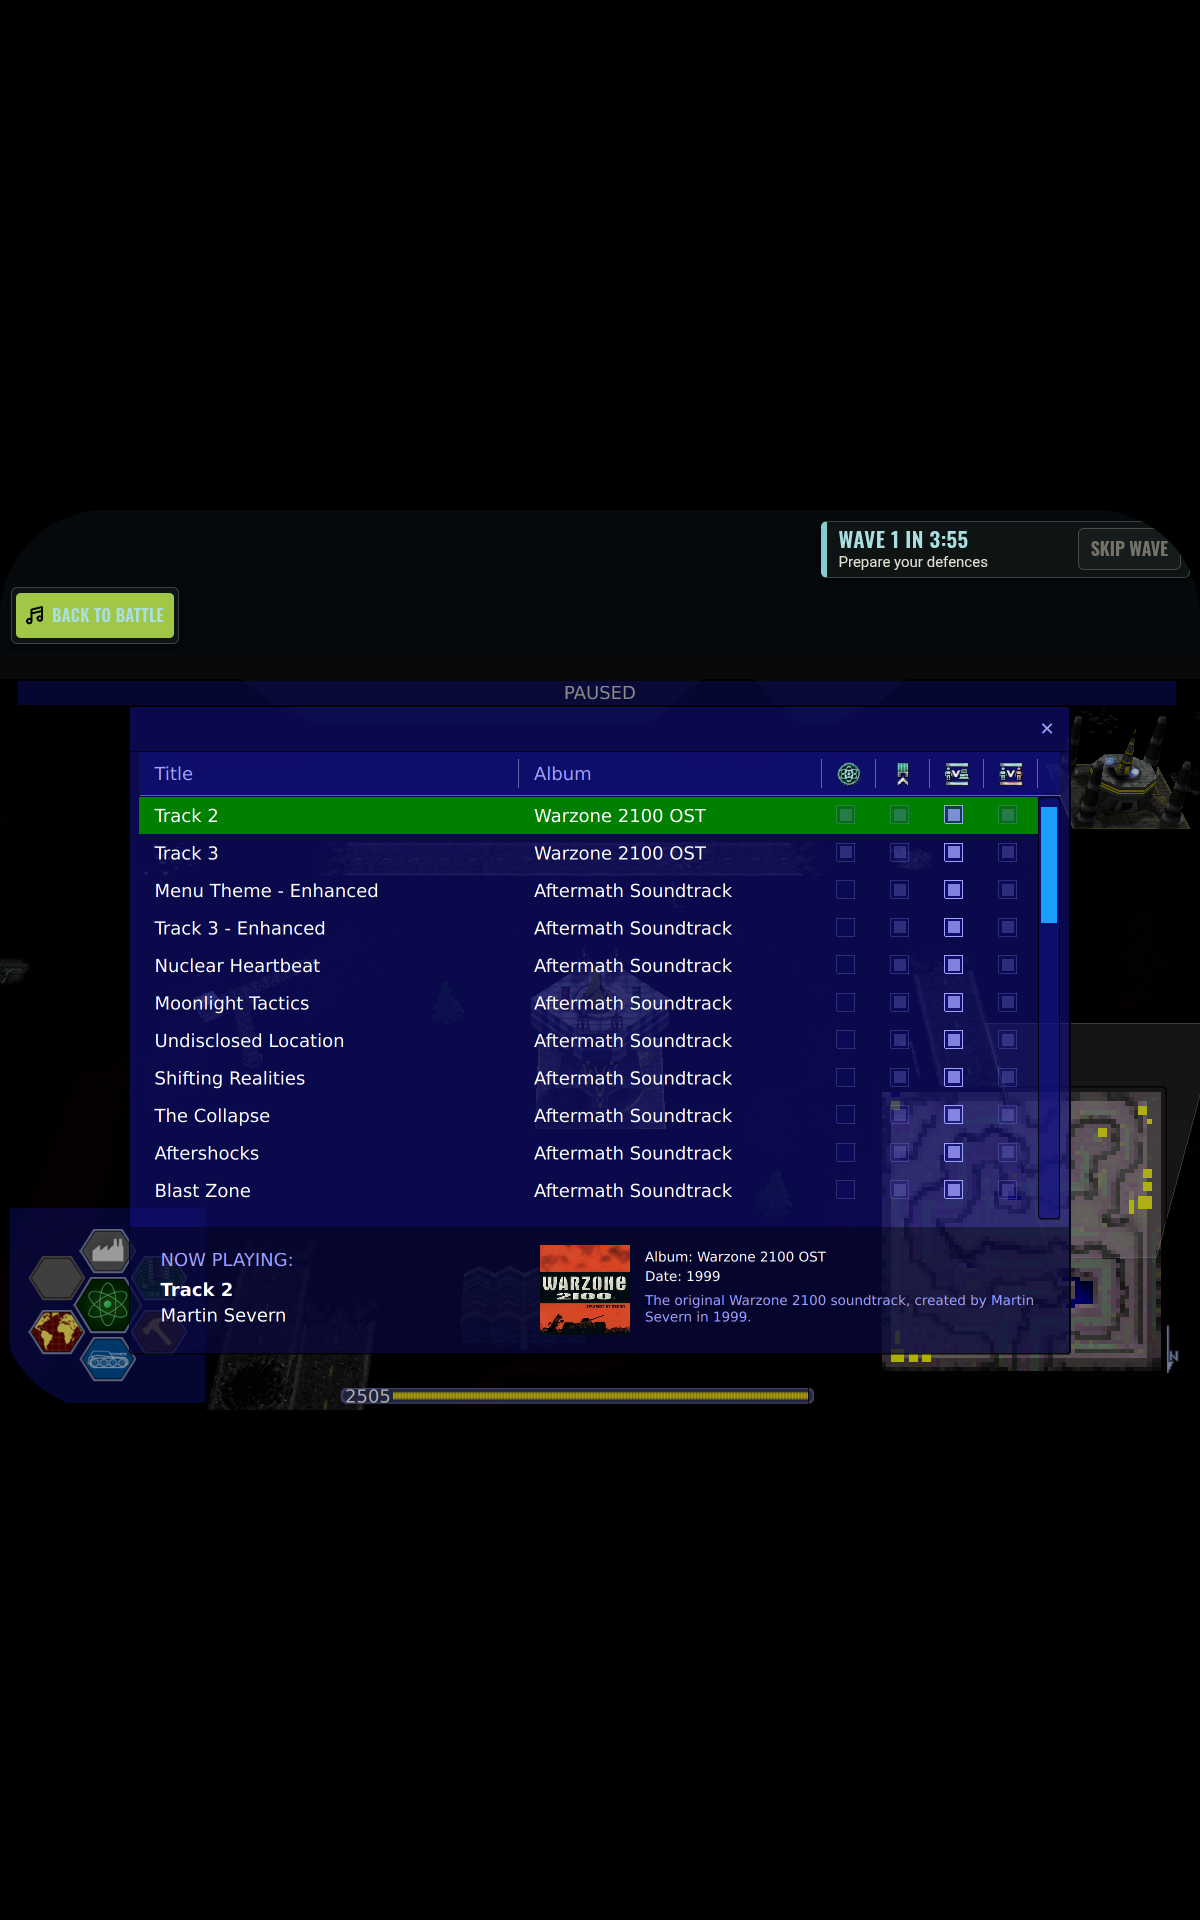 WAVE 1 IN 3:55
Prepare your defences
SKIP WAVE
BACK TO BATTLE
PAUSED
×
Title Album
Track 2 Warzone 2100 OST
Track 3 Warzone 2100 OST
Menu Theme - Enhanced Aftermath Soundtrack
Track 3 - Enhanced Aftermath Soundtrack
Nuclear Heartbeat Aftermath Soundtrack
Moonlight Tactics Aftermath Soundtrack
Undisclosed Location Aftermath Soundtrack
Shifting Realities Aftermath Soundtrack
The Collapse Aftermath Soundtrack
Aftershocks Aftermath Soundtrack
Blast Zone Aftermath Soundtrack
NOW PLAYING:
Track 2
Martin Severn
WARZONE
2100
Album: Warzone 2100 OST
Date: 1999
The original Warzone 2100 soundtrack, created by Martin
Severn in 1999.
N
2505